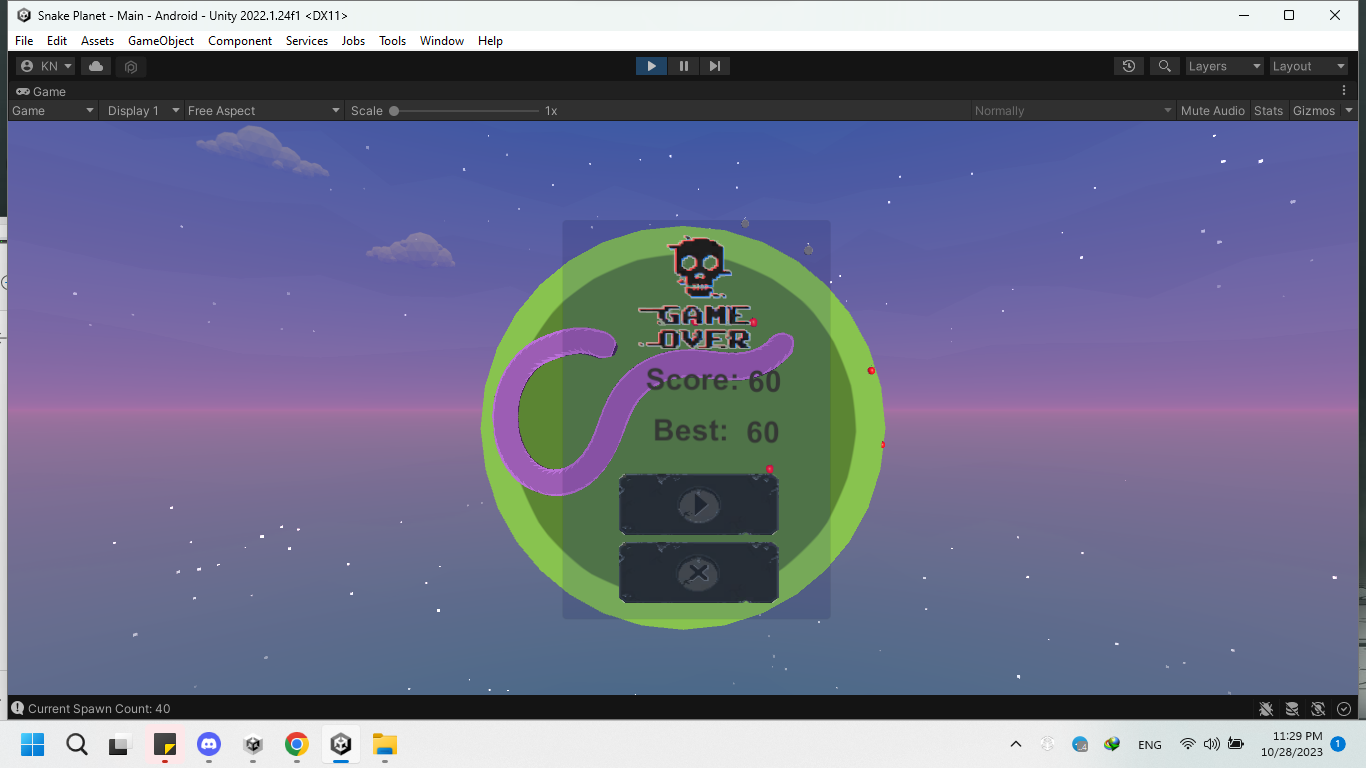 Snake Planet - Main - Android - Unity 2022.1.24f1 <DX11>
File Edit Assets GameObject Component Services Jobs Tools Window Help
KN Layers Layout
Game
Game Display 1 Free Aspect Scale 1x Normally Mute Audio Stats Gizmos
GAME
OVER
Score: 60
Best: 60
Current Spawn Count: 40
ENG 11:29 PM
10/28/2023 1